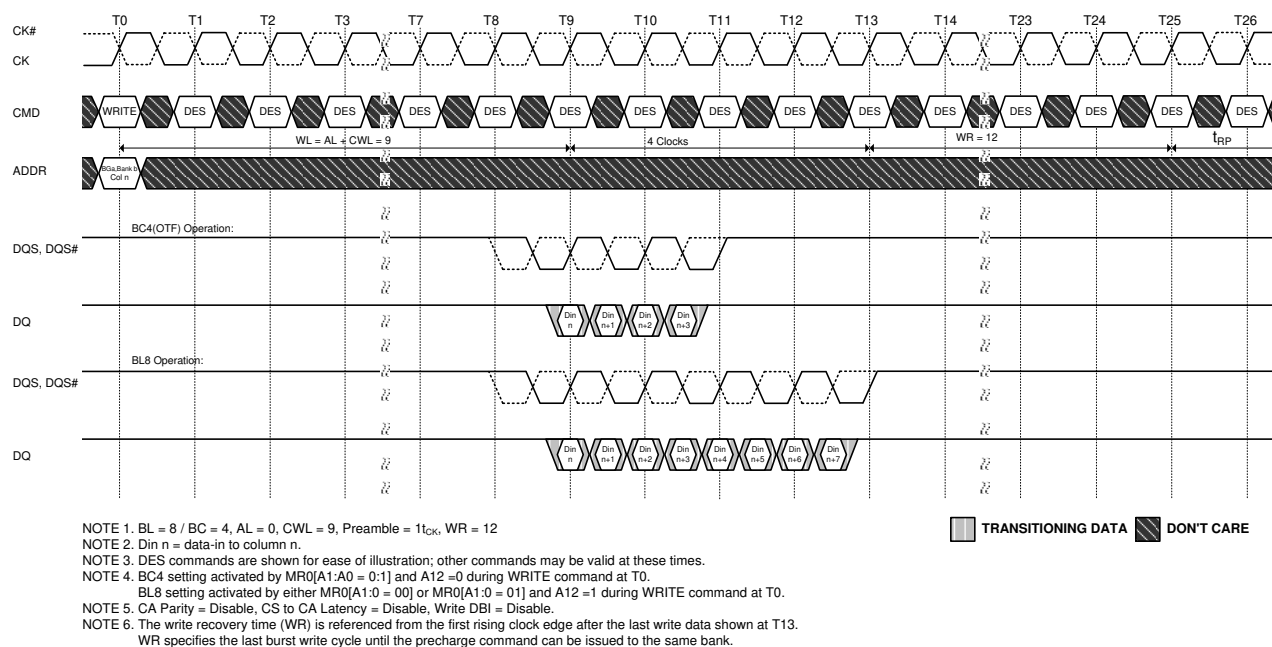 T0 T1 T2 T3 T7 T8 T9 T10 T11 T12 T13 T14 T23 T24 T25 T26
CK#
CK
CMD WRITE DES DES DES DES DES DES DES DES DES DES DES DES DES DES DES
WL = AL + CWL = 9 4 Clocks WR = 12 tRP
ADDR BGa,Bank b
Col n
BC4(OTF) Operation:
DQS, DQS#
DQ Din n Din n+1 Din n+2 Din n+3
BL8 Operation:
DQS, DQS#
DQ Din n Din n+1 Din n+2 Din n+3 Din n+4 Din n+5 Din n+6 Din n+7
NOTE 1. BL = 8 / BC = 4, AL = 0, CWL = 9, Preamble = 1tCK, WR = 12
TRANSITIONING DATA DON'T CARE
NOTE 2. Din n = data-in to column n.
NOTE 3. DES commands are shown for ease of illustration; other commands may be valid at these times.
NOTE 4. BC4 setting activated by MR0[A1:A0 = 0:1] and A12 =0 during WRITE command at T0.
BL8 setting activated by either MR0[A1:0 = 00] or MR0[A1:0 = 01] and A12 =1 during WRITE command at T0.
NOTE 5. CA Parity = Disable, CS to CA Latency = Disable, Write DBI = Disable.
NOTE 6. The write recovery time (WR) is referenced from the first rising clock edge after the last write data shown at T13.
WR specifies the last burst write cycle until the precharge command can be issued to the same bank.